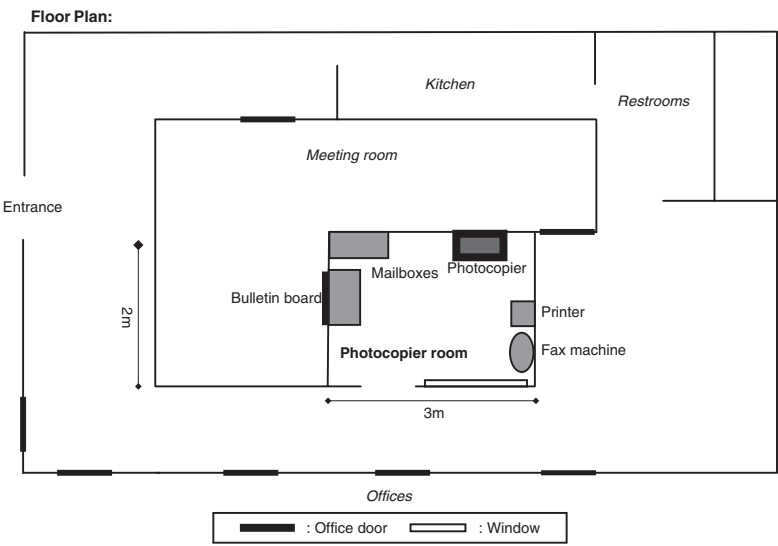 Floor Plan:
Kitchen
Restrooms
Meeting room
Entrance
Mailboxes
Photocopier
Bulletin board
Printer
2m
Photocopier room
Fax machine
3m
Offices
: Office door
: Window